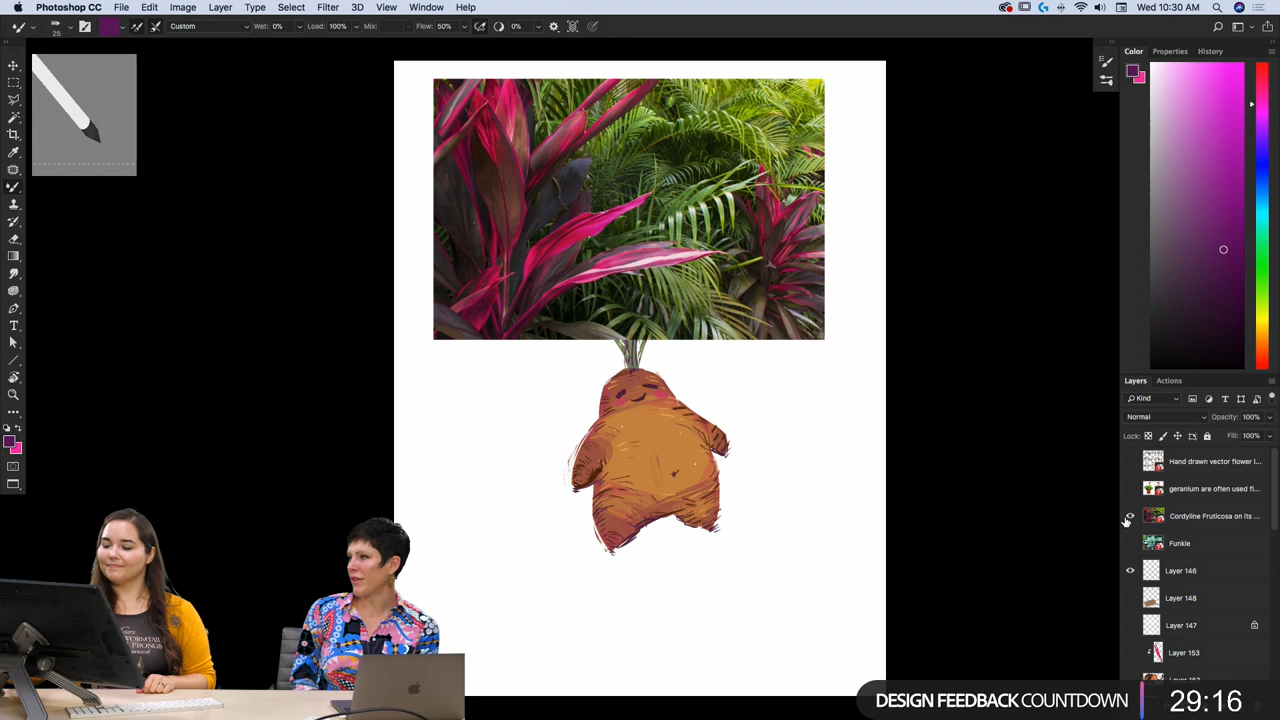 Photoshop CC File Edit Image Layer Type Select Filter 3D View Window Help Wed 10:30 AM
25 Custom Wet: 0% Load: 100% Mix: Flow: 50% 0%
Color Properties History
Layers Actions
Kind
Normal Opacity: 100%
Lock: Fill: 100%
Hand drawn vector flower i...
geranium are often used fl...
Cordyline Fruticosa on Its ...
Funkie
Layer 146
Layer 148
Layer 147
Layer 153
DESIGN FEEDBACK COUNTDOWN 29:16